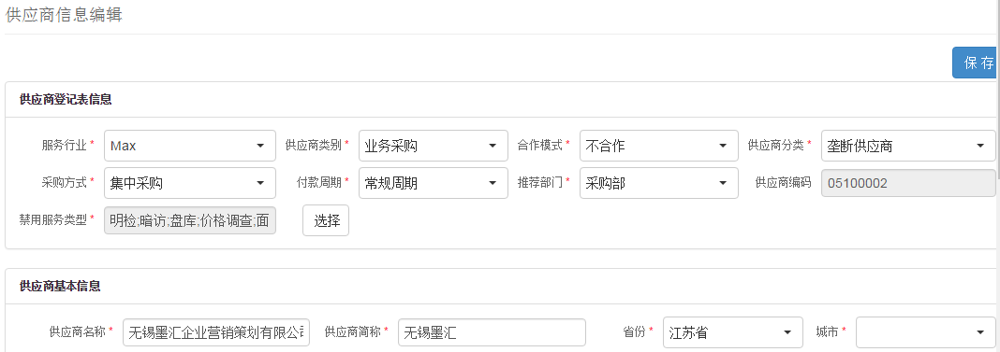 供应商信息编辑
保 存
供应商登记表信息
服务行业 * Max 供应商类别 * 业务采购 合作模式 * 不合作 供应商分类 * 垄断供应商
采购方式 * 集中采购 付款周期 * 常规周期 推荐部门 * 采购部 供应商编码 05100002
禁用服务类型 * 明检;暗访;盘库;价格调查;面 选择
供应商基本信息
供应商名称 * 无锡墨汇企业营销策划有限公司 供应商简称 * 无锡墨汇 省份 * 江苏省 城市 *